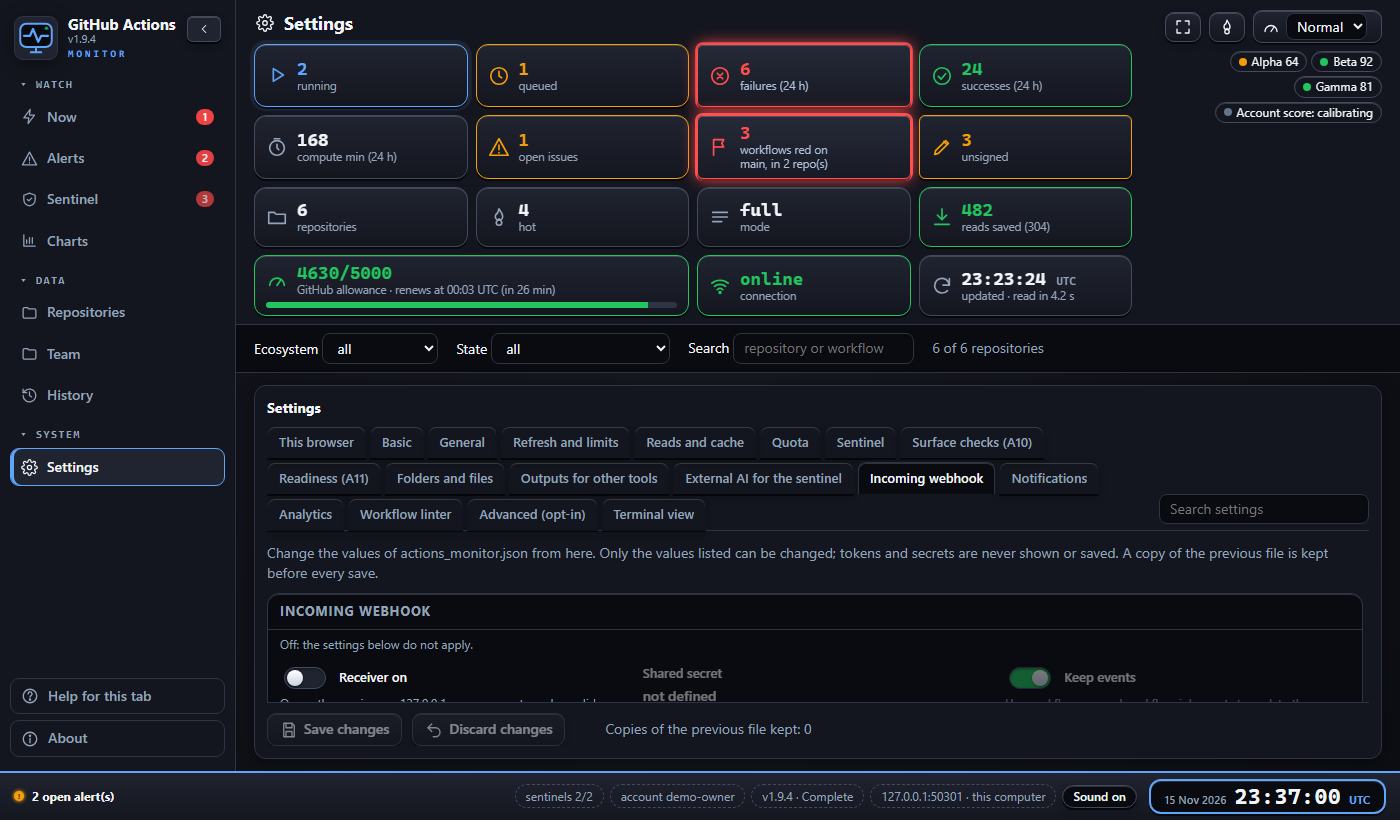 GitHub Actions
v1.9.4
MONITOR
WATCH
Now 1
Alerts 2
Sentinel 3
Charts
DATA
Repositories
Team
History
SYSTEM
Settings
Help for this tab
About
Settings
Normal
Alpha 64
Beta 92
Gamma 81
Account score: calibrating
2
running
1
queued
6
failures (24 h)
24
successes (24 h)
168
compute min (24 h)
1
open issues
3
workflows red on
main, in 2 repo(s)
3
unsigned
6
repositories
4
hot
full
mode
482
reads saved (304)
4630/5000
GitHub allowance · renews at 00:03 UTC (in 26 min)
online
connection
23:23:24 UTC
updated · read in 4.2 s
Ecosystem all State all Search repository or workflow 6 of 6 repositories
Settings
This browser Basic General Refresh and limits Reads and cache Quota Sentinel Surface checks (A10)
Readiness (A11) Folders and files Outputs for other tools External AI for the sentinel Incoming webhook Notifications
Analytics Workflow linter Advanced (opt-in) Terminal view Search settings
Change the values of actions_monitor.json from here. Only the values listed can be changed; tokens and secrets are never shown or saved. A copy of the previous file is kept
before every save.
INCOMING WEBHOOK
Off: the settings below do not apply.
Receiver on
Shared secret
not defined
Keep events
Save changes Discard changes Copies of the previous file kept: 0
2 open alert(s) sentinels 2/2 account demo-owner v1.9.4 · Complete 127.0.0.1:50301 · this computer Sound on 15 Nov 2026 23:37:00 UTC